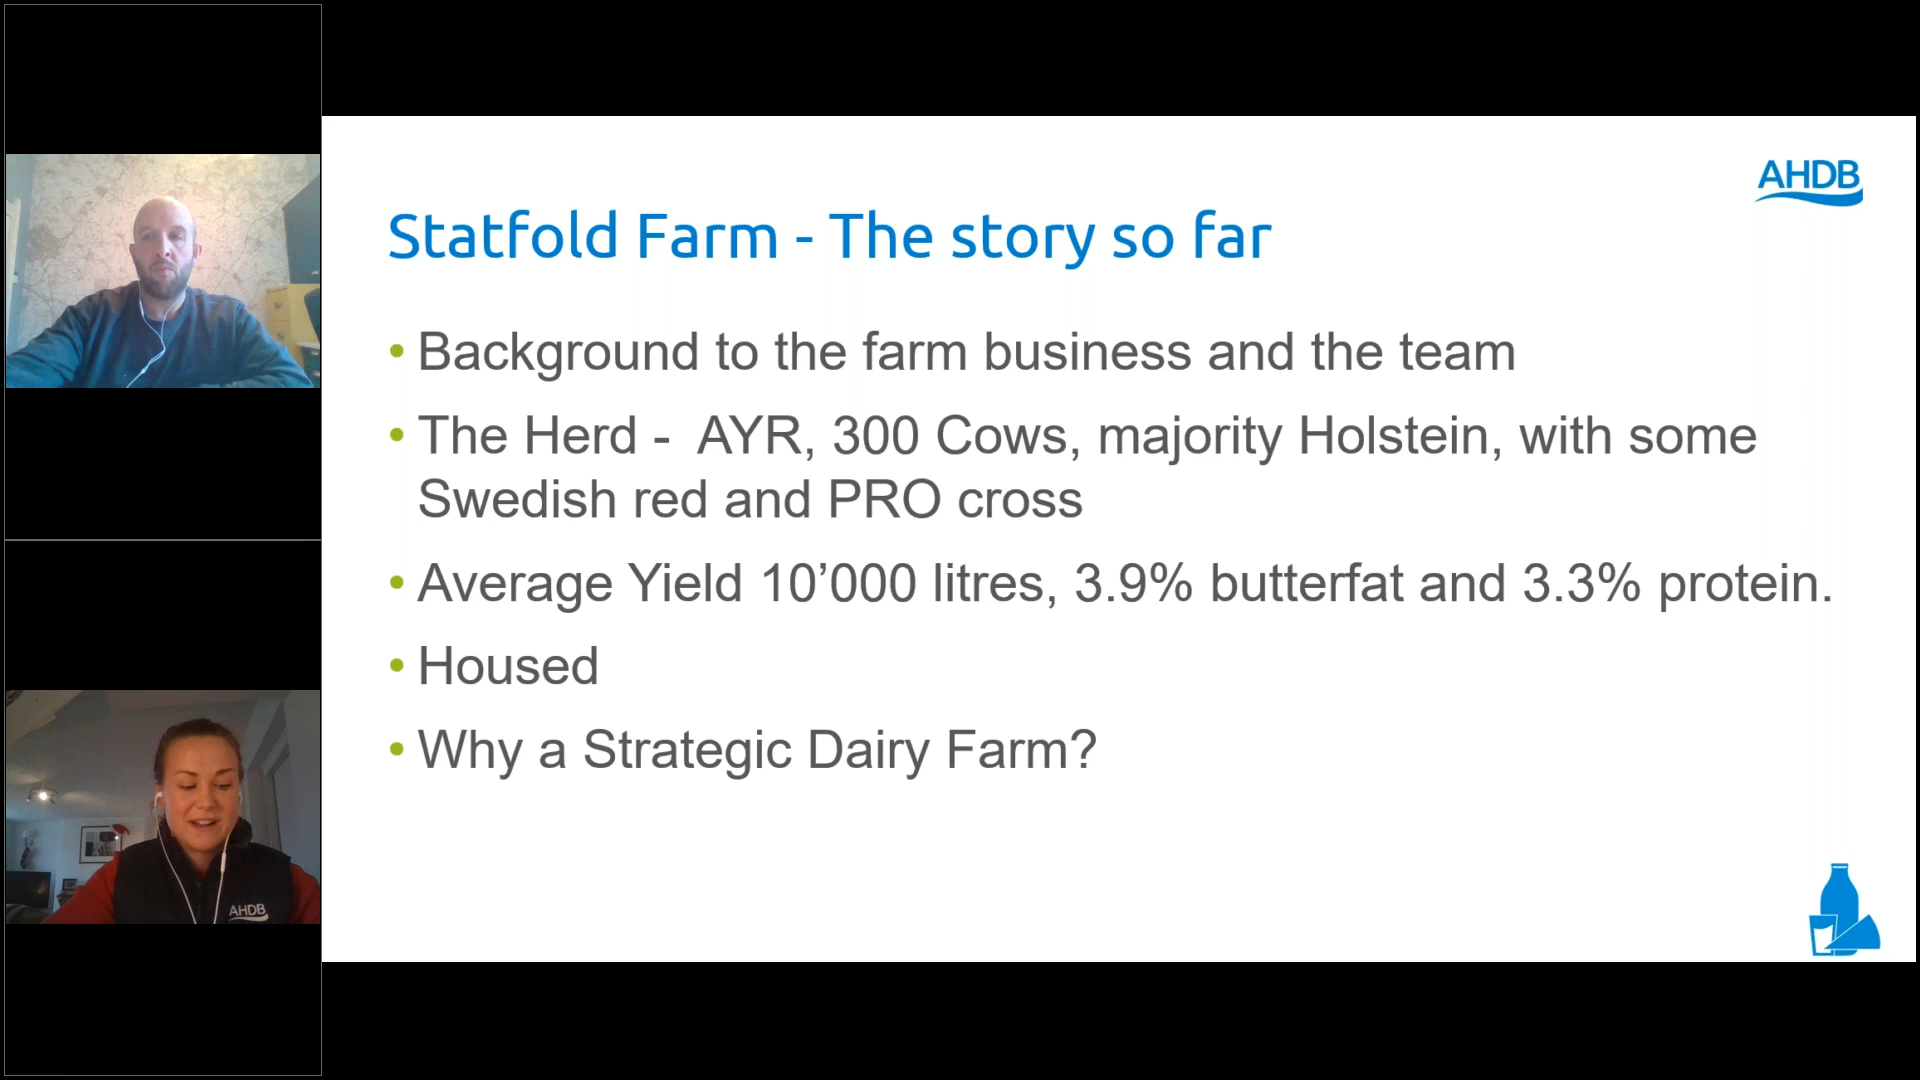 AHDB
Statfold Farm - The story so far
• Background to the farm business and the team
• The Herd -  AYR, 300 Cows, majority Holstein, with some
Swedish red and PRO cross
• Average Yield 10’000 litres, 3.9% butterfat and 3.3% protein.
• Housed
• Why a Strategic Dairy Farm?
AHDB